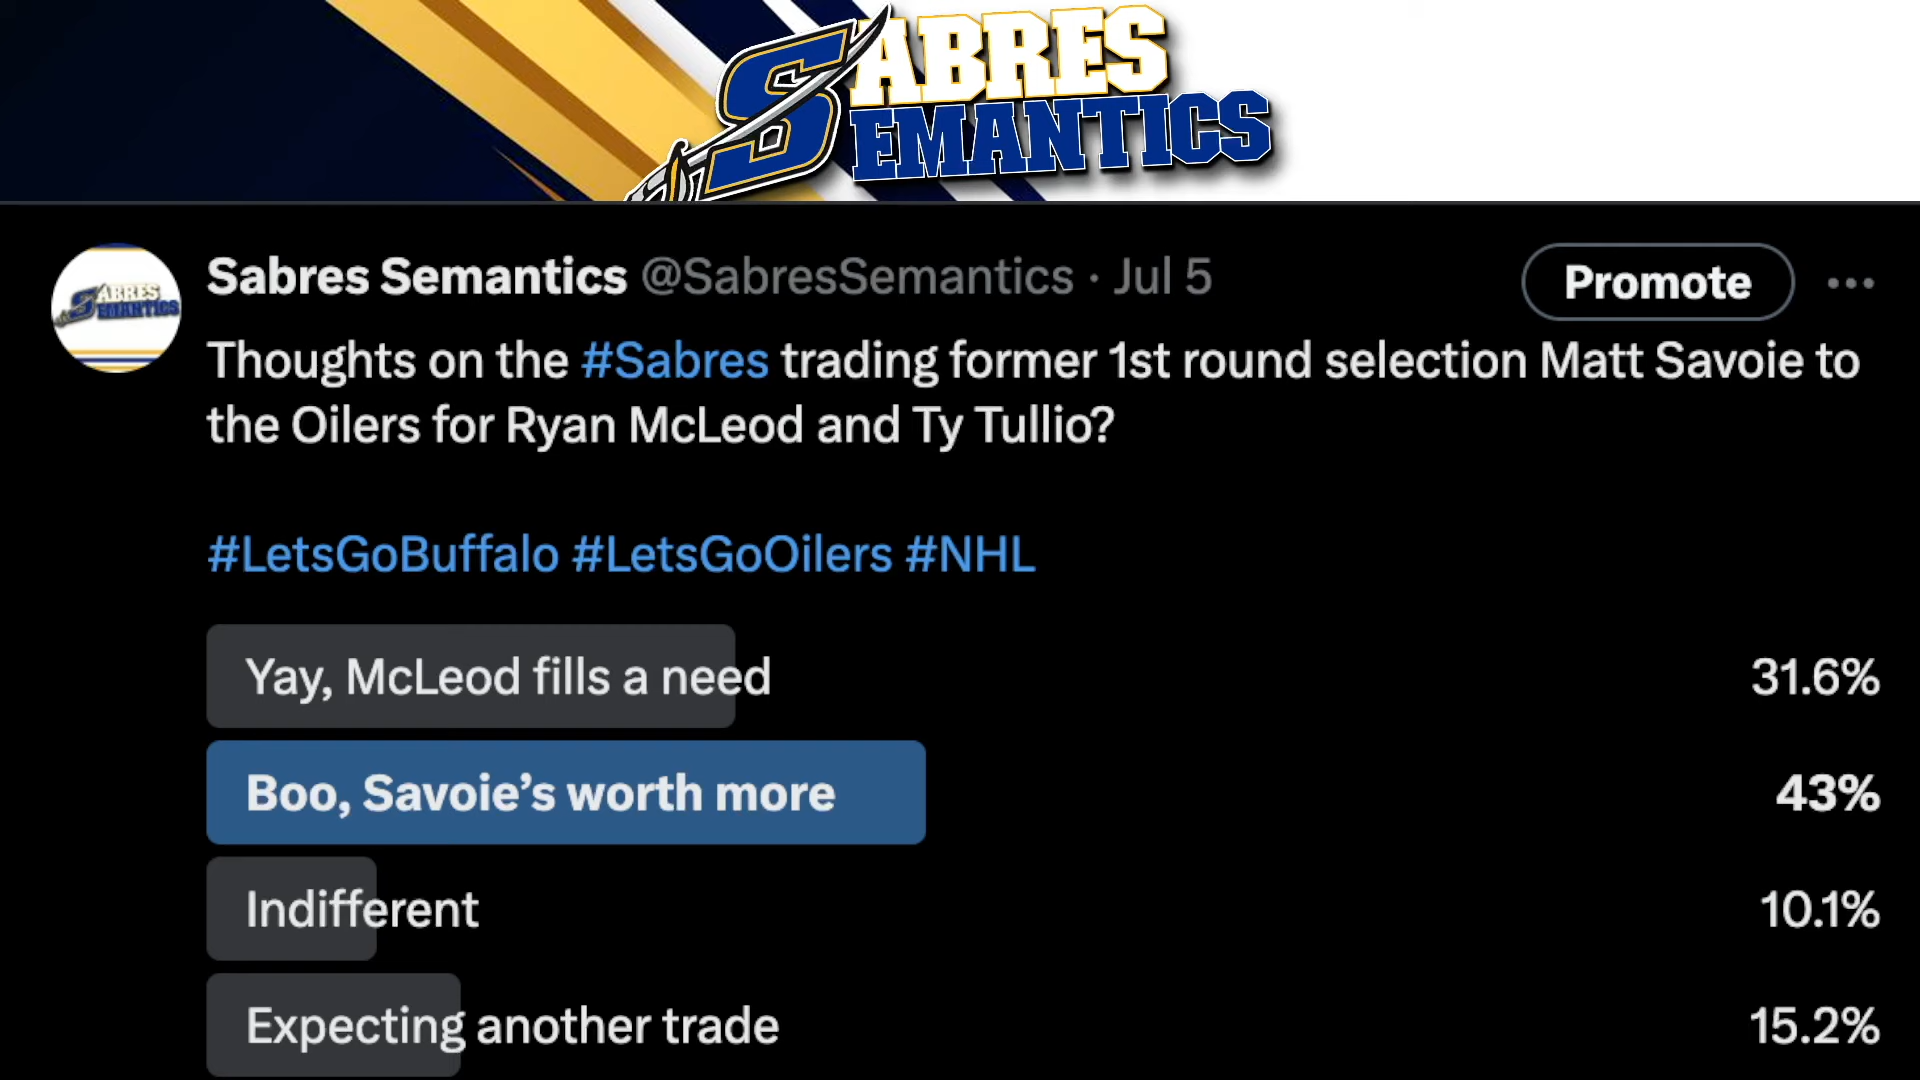 SABRES
SEMANTICS
SABRES
SEMANTICS
Sabres Semantics @SabresSemantics · Jul 5
Promote
Thoughts on the #Sabres trading former 1st round selection Matt Savoie to
the Oilers for Ryan McLeod and Ty Tullio?
#LetsGoBuffalo #LetsGoOilers #NHL
Yay, McLeod fills a need 31.6%
Boo, Savoie’s worth more 43%
Indifferent 10.1%
Expecting another trade 15.2%